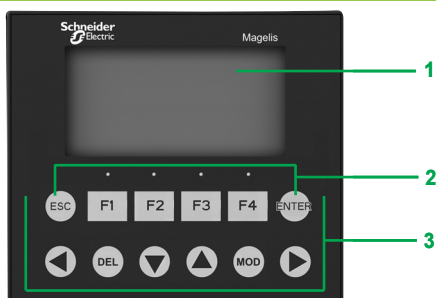 Schneider
Electric
Magelis
1
2
ESC F1 F2 F3 F4 ENTER
3
DEL MOD